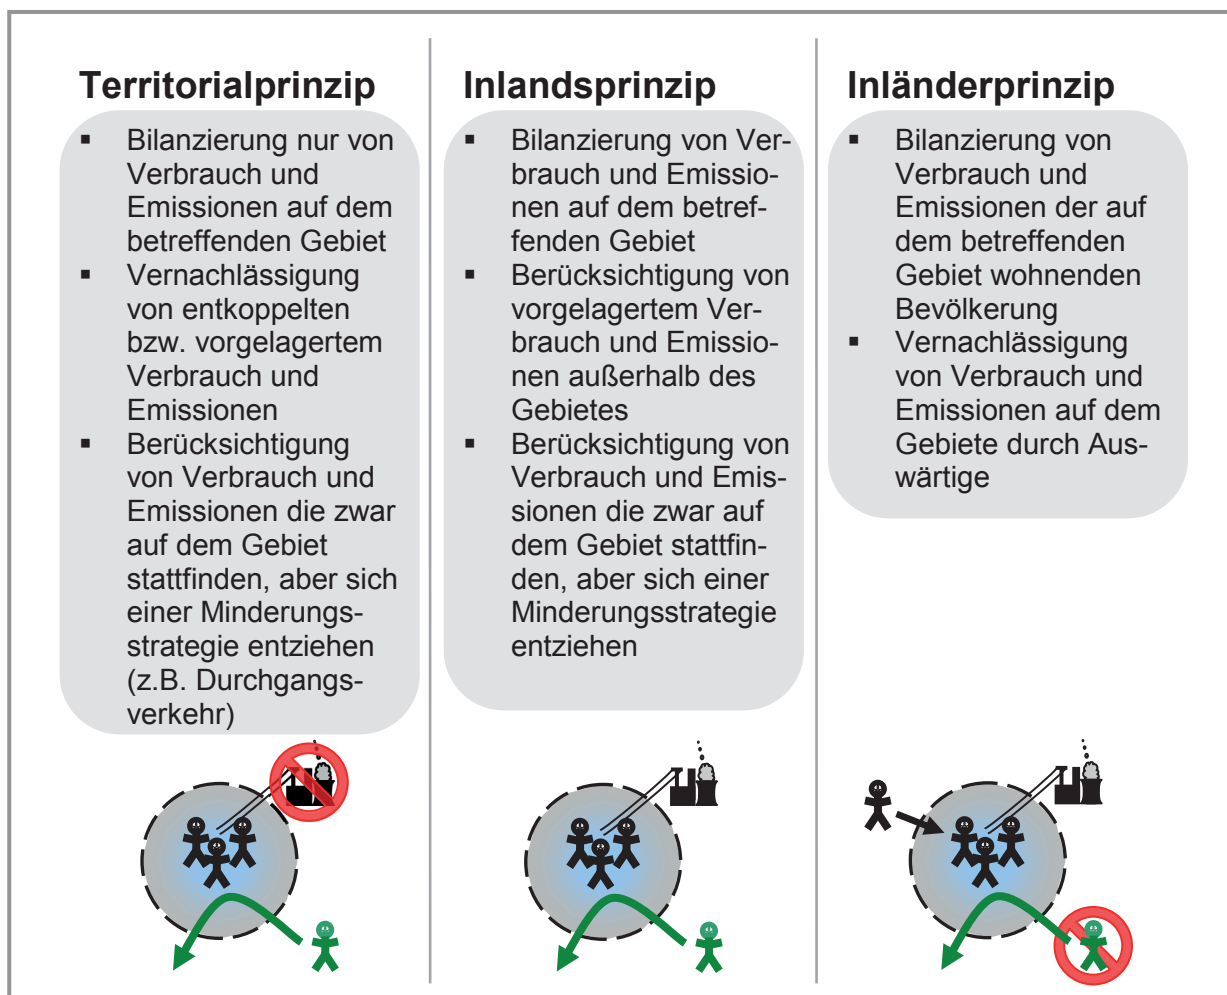 Territorialprinzip
▪ Bilanzierung nur von
Verbrauch und
Emissionen auf dem
betreffenden Gebiet
▪ Vernachlässigung
von entkoppelten
bzw. vorgelagertem
Verbrauch und
Emissionen
▪ Berücksichtigung
von Verbrauch und
Emissionen die zwar
auf dem Gebiet
stattfinden, aber sich
einer Minderungs-
strategie entziehen
(z.B. Durchgangs-
verkehr)
Inlandsprinzip
▪ Bilanzierung von Ver-
brauch und Emissio-
nen auf dem betref-
fenden Gebiet
▪ Berücksichtigung von
vorgelagertem Ver-
brauch und Emissio-
nen außerhalb des
Gebietes
▪ Berücksichtigung von
Verbrauch und Emis-
sionen die zwar auf
dem Gebiet stattfin-
den, aber sich einer
Minderungsstrategie
entziehen
Inländerprinzip
▪ Bilanzierung von
Verbrauch und
Emissionen der auf
dem betreffenden
Gebiet wohnenden
Bevölkerung
▪ Vernachlässigung
von Verbrauch und
Emissionen auf dem
Gebiete durch Aus-
wärtige